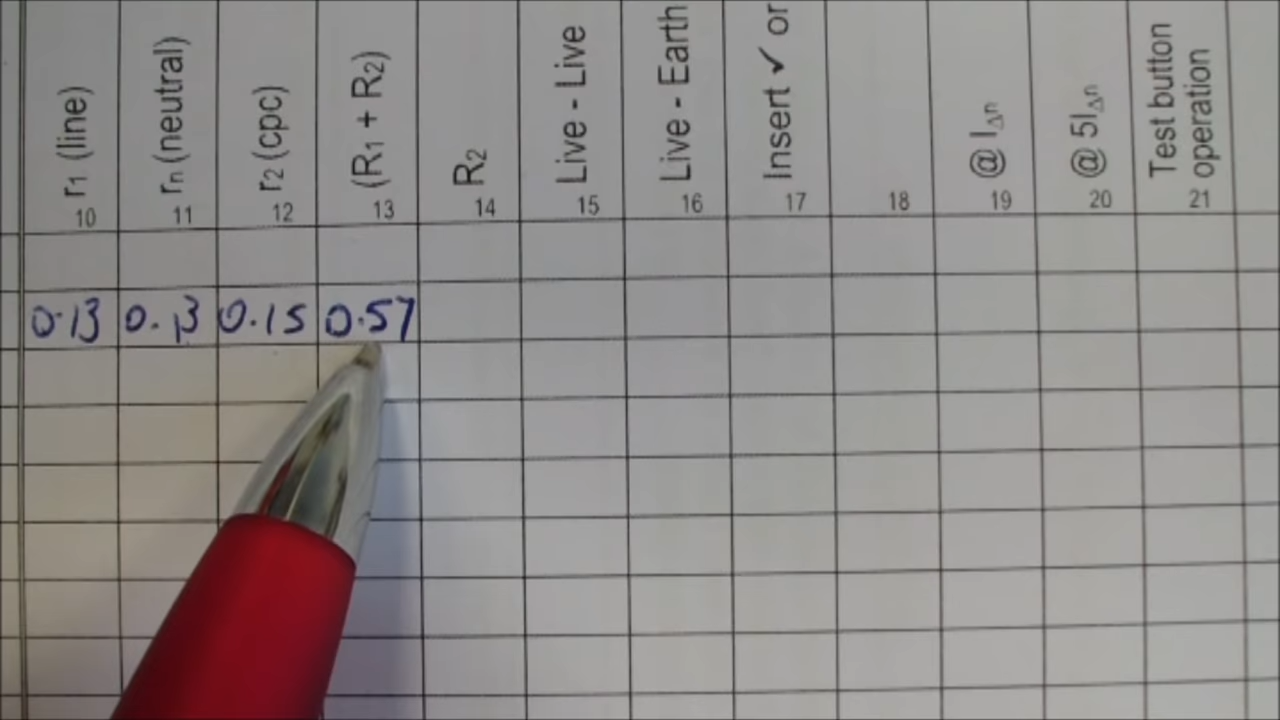 r1 (line)
rn (neutral)
r2 (cpc)
(R1 + R2)
R2
Live - Live
Live - Earth
Insert ✓ or
@ I∆n
@ 5I∆n
Test button
operation
10 11 12 13 14 15 16 17 18 19 20 21
0.13 0.13 0.15 0.57